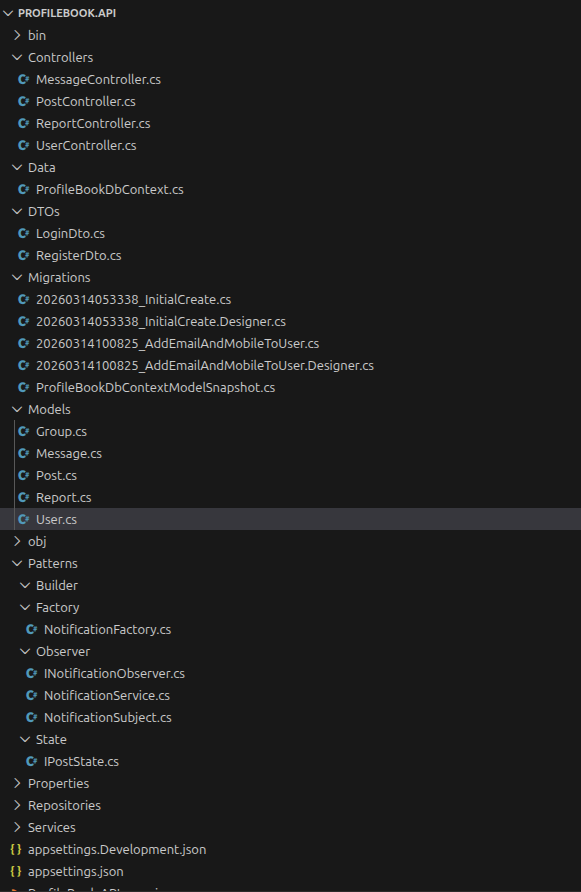 PROFILEBOOK.API
bin
Controllers
MessageController.cs
PostController.cs
ReportController.cs
UserController.cs
Data
ProfileBookDbContext.cs
DTOs
LoginDto.cs
RegisterDto.cs
Migrations
20260314053338_InitialCreate.cs
20260314053338_InitialCreate.Designer.cs
20260314100825_AddEmailAndMobileToUser.cs
20260314100825_AddEmailAndMobileToUser.Designer.cs
ProfileBookDbContextModelSnapshot.cs
Models
Group.cs
Message.cs
Post.cs
Report.cs
User.cs
obj
Patterns
Builder
Factory
NotificationFactory.cs
Observer
INotificationObserver.cs
NotificationService.cs
NotificationSubject.cs
State
IPostState.cs
Properties
Repositories
Services
appsettings.Development.json
appsettings.json